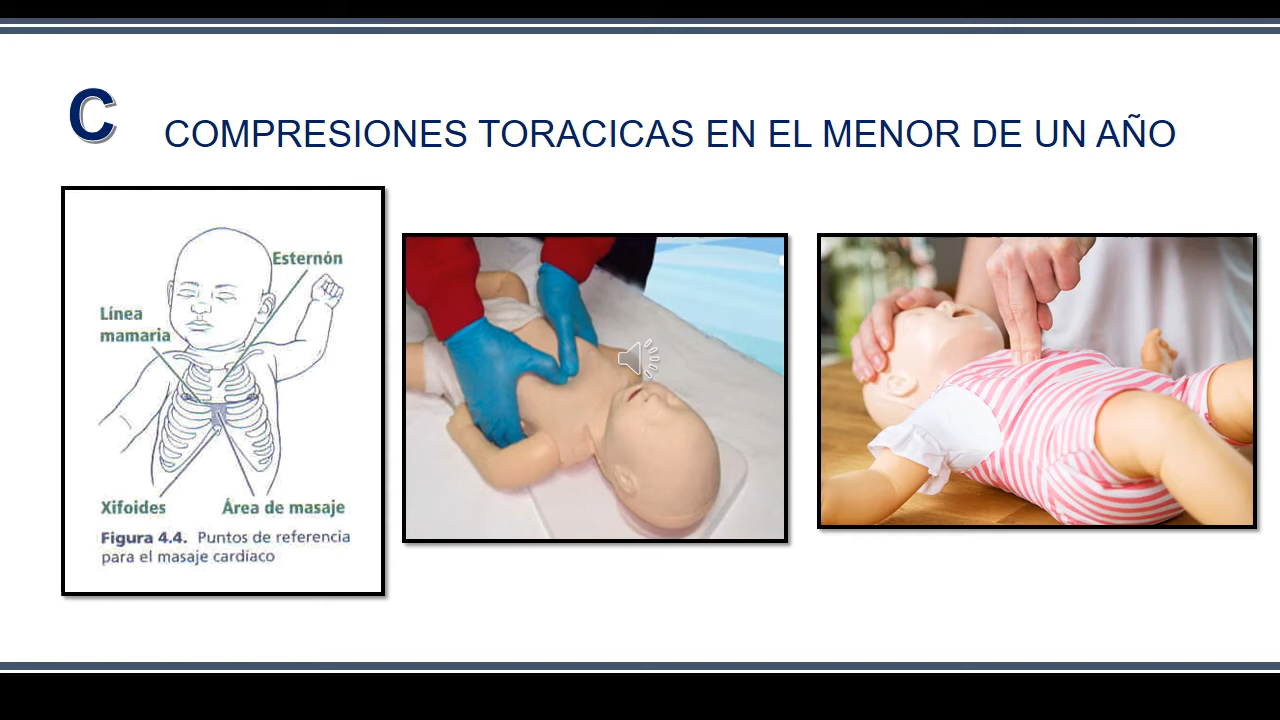 C
COMPRESIONES TORACICAS EN EL MENOR DE UN AÑO
Esternón
Línea
mamaria
Xifoides
Área de masaje
Figura 4.4. Puntos de referencia
para el masaje cardíaco